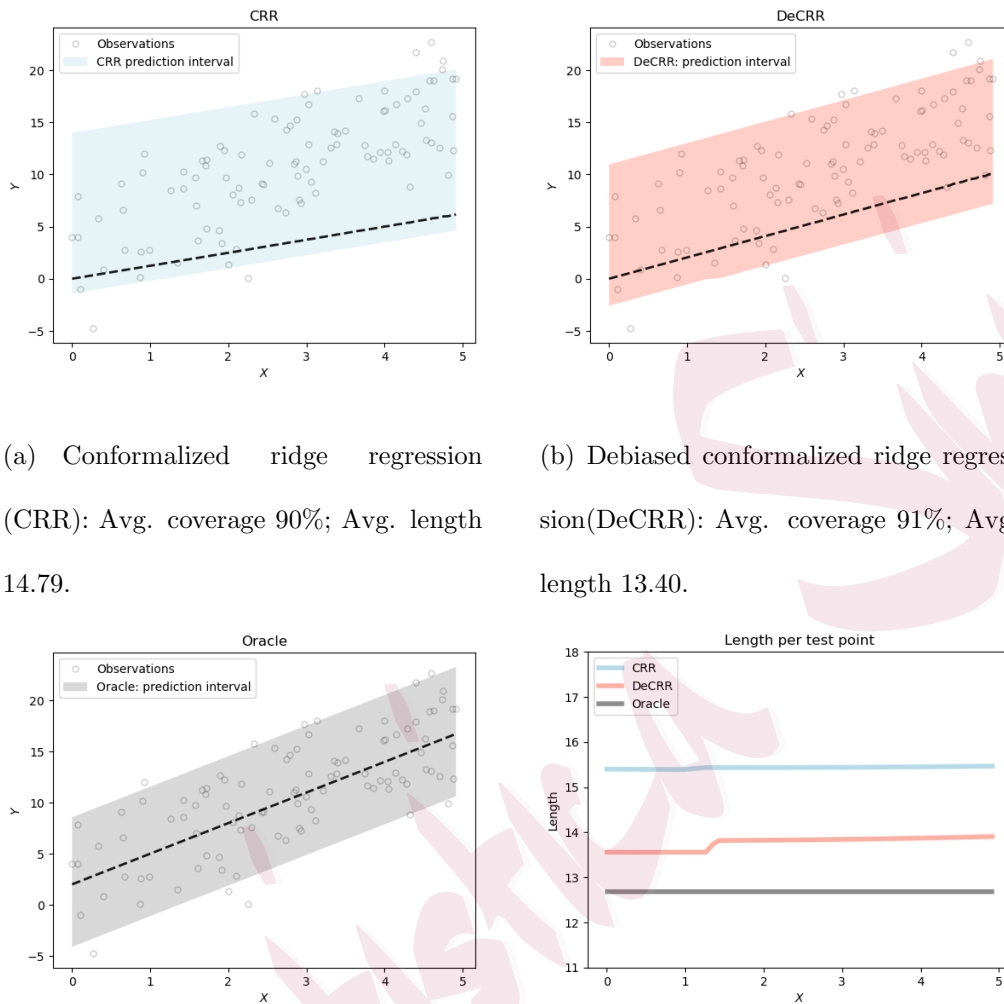 CRR
Observations
CRR prediction interval
20
15
10
5
0
−5
Y
0 1 2 3 4 5
X
DeCRR
Observations
DeCRR: prediction interval
20
15
10
5
0
−5
Y
0 1 2 3 4 5
X
(a) Conformalized ridge regression
(CRR): Avg. coverage 90%; Avg. length
14.79.
(b) Debiased conformalized ridge regres
sion(DeCRR): Avg. coverage 91%; Avg
length 13.40.
Oracle
Observations
Oracle: prediction interval
20
15
10
5
0
−5
Y
0 1 2 3 4 5
X
Length per test point
CRR
DeCRR
Oracle
18
17
16
15
14
13
12
11
Length
0 1 2 3 4 5
X